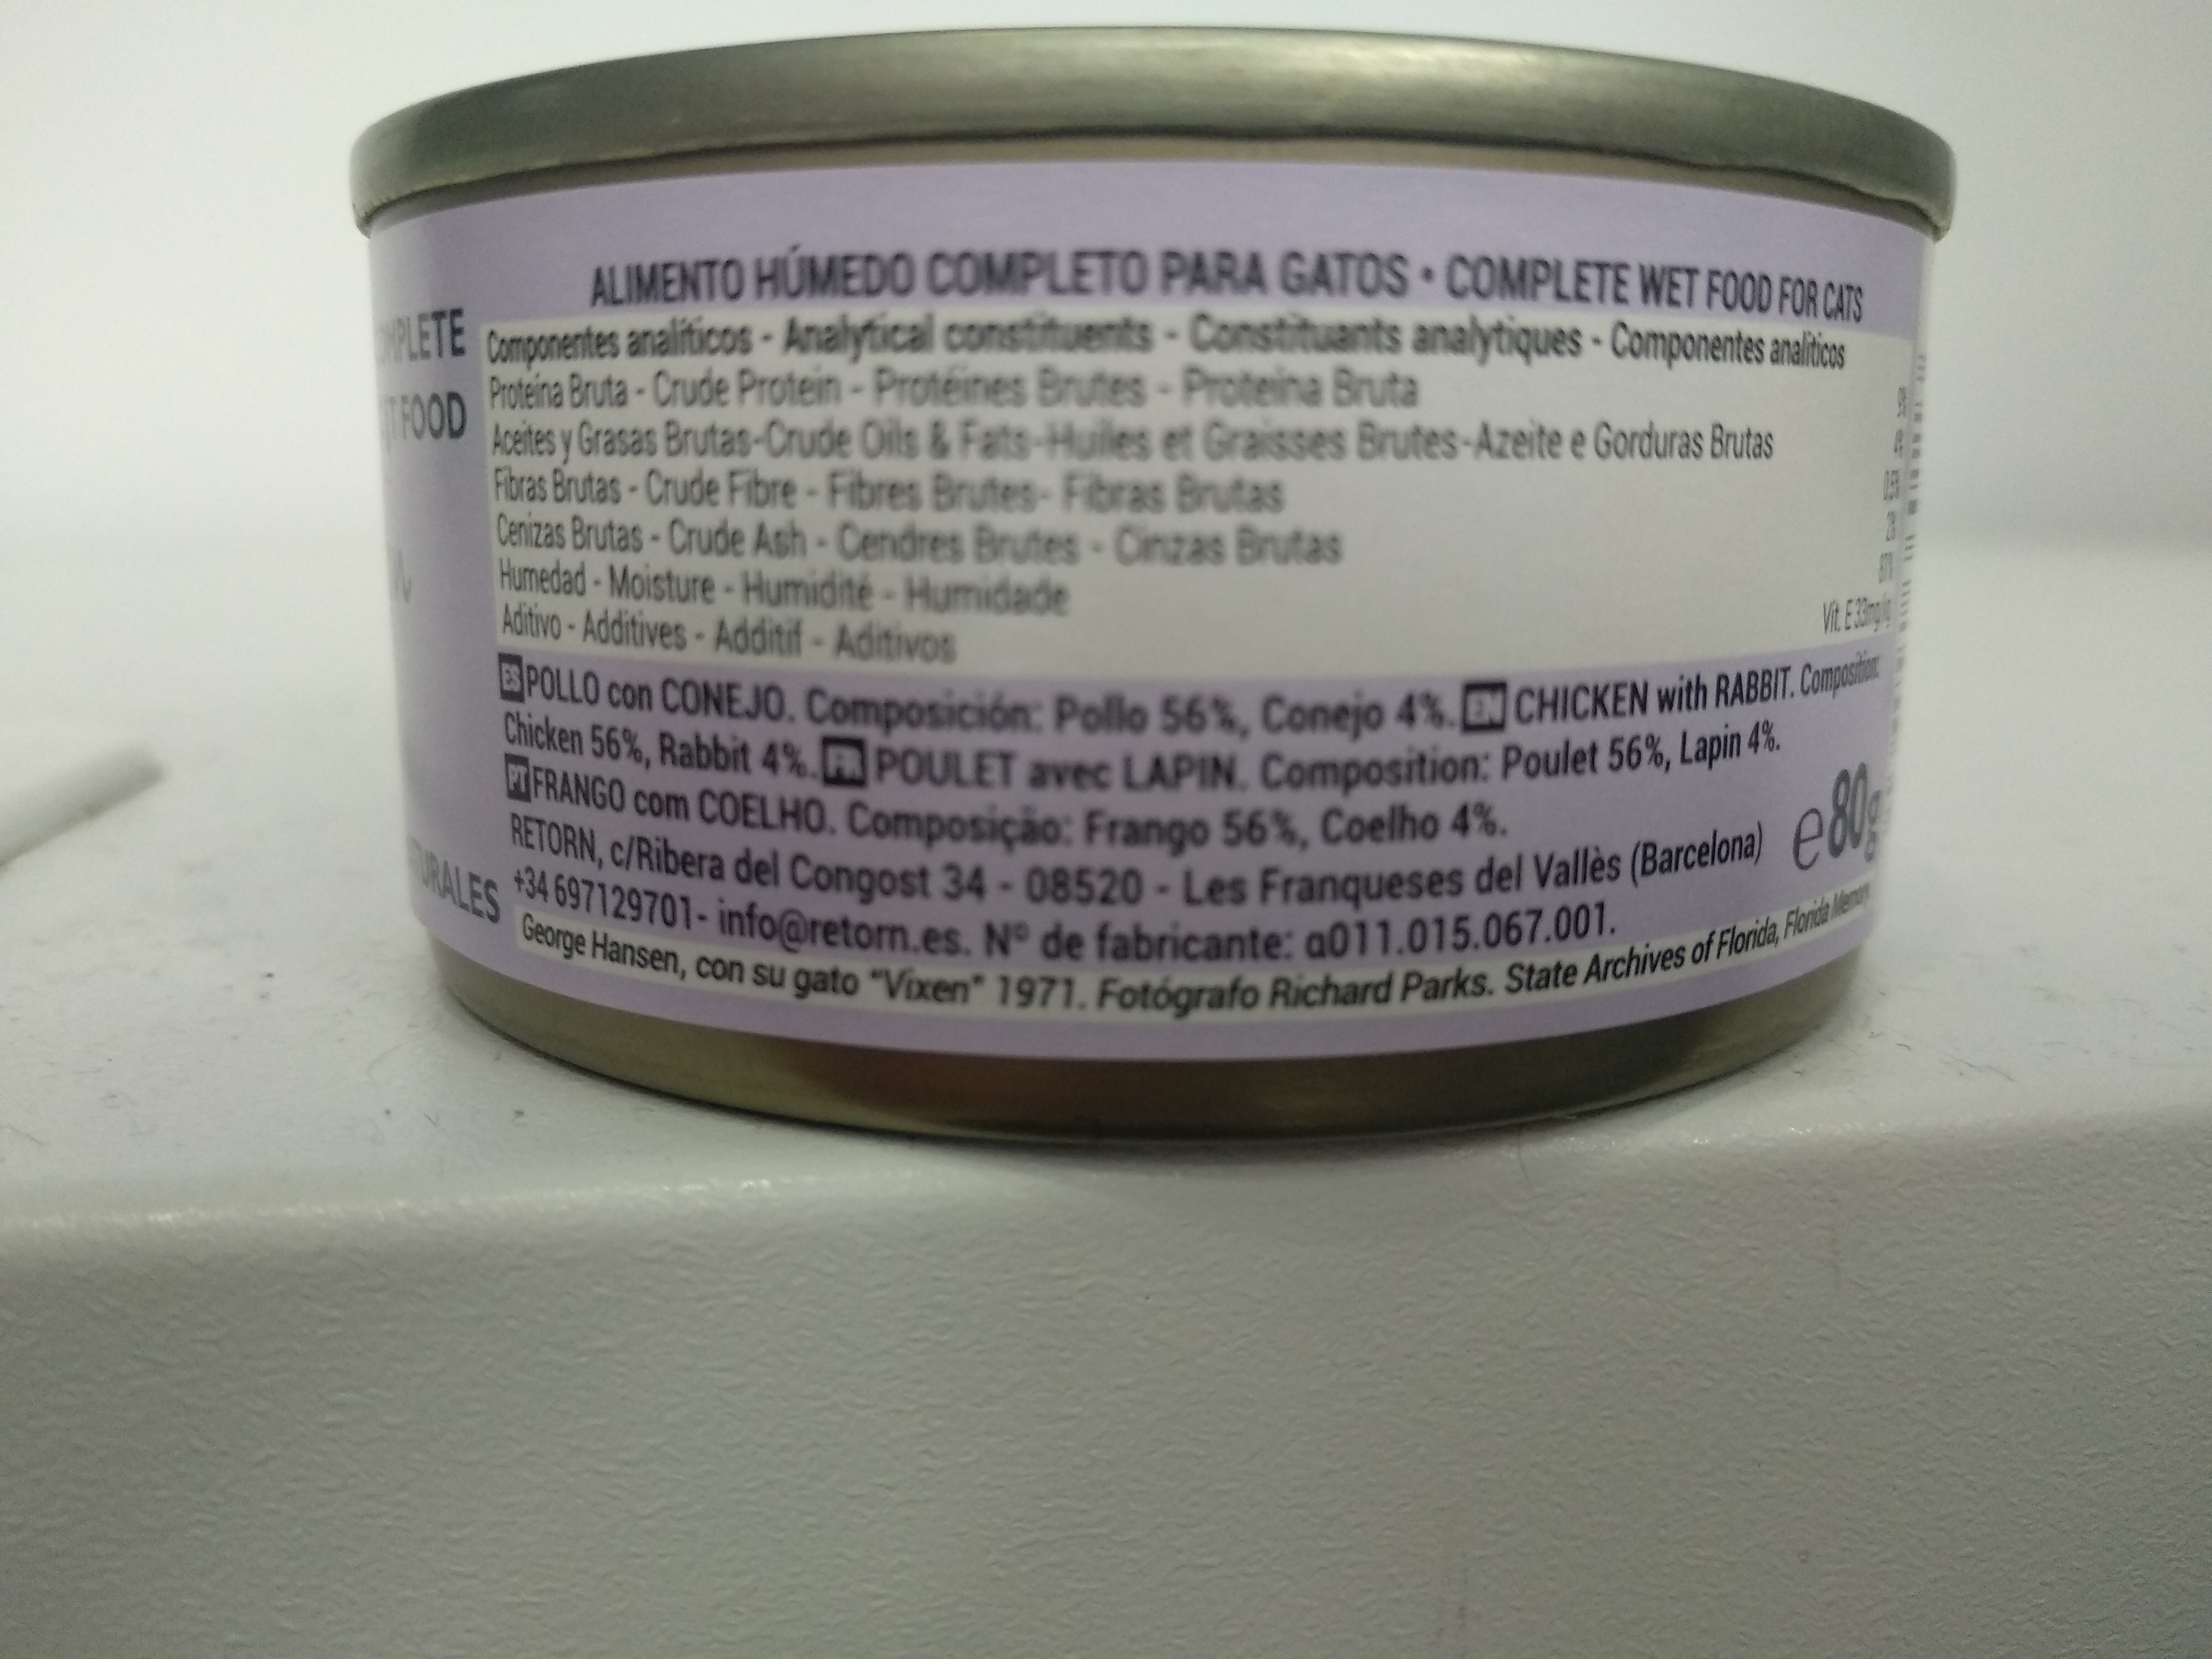 FOOD
ALIMENTO HÚMEDO COMPLETO PARA GATOS • COMPLETE WET FOOD FOR CATS
Componentes analíticos - Analytical constituents - Constituants analytiques - Componentes analíticos
Proteína Bruta - Crude Protein - Protéines Brutes - Proteína Bruta
Aceites y Grasas Brutas-Crude Oils & Fats-Huiles et Graisses Brutes-Azeite e Gorduras Brutas
Fibras Brutas - Crude Fibre - Fibres Brutes- Fibras Brutas
Cenizas Brutas - Crude Ash - Cendres Brutes - Cinzas Brutas
Humedad - Moisture - Humidité - Humidade
Aditivo - Additives - Additif - Aditivos Vit. E 33mg/kg
ES POLLO con CONEJO. Composición: Pollo 56%, Conejo 4%. EN CHICKEN with RABBIT. Composition:
Chicken 56%, Rabbit 4%. FR POULET avec LAPIN. Composition: Poulet 56%, Lapin 4%.
PT FRANGO com COELHO. Composição: Frango 56%, Coelho 4%.
RETORN, c/Ribera del Congost 34 - 08520 - Les Franqueses del Vallès (Barcelona) e80g
+34 697129701- info@retorn.es. Nº de fabricante: α011.015.067.001.
George Hansen, con su gato "Vixen" 1971. Fotógrafo Richard Parks. State Archives of Florida, Florida Memory